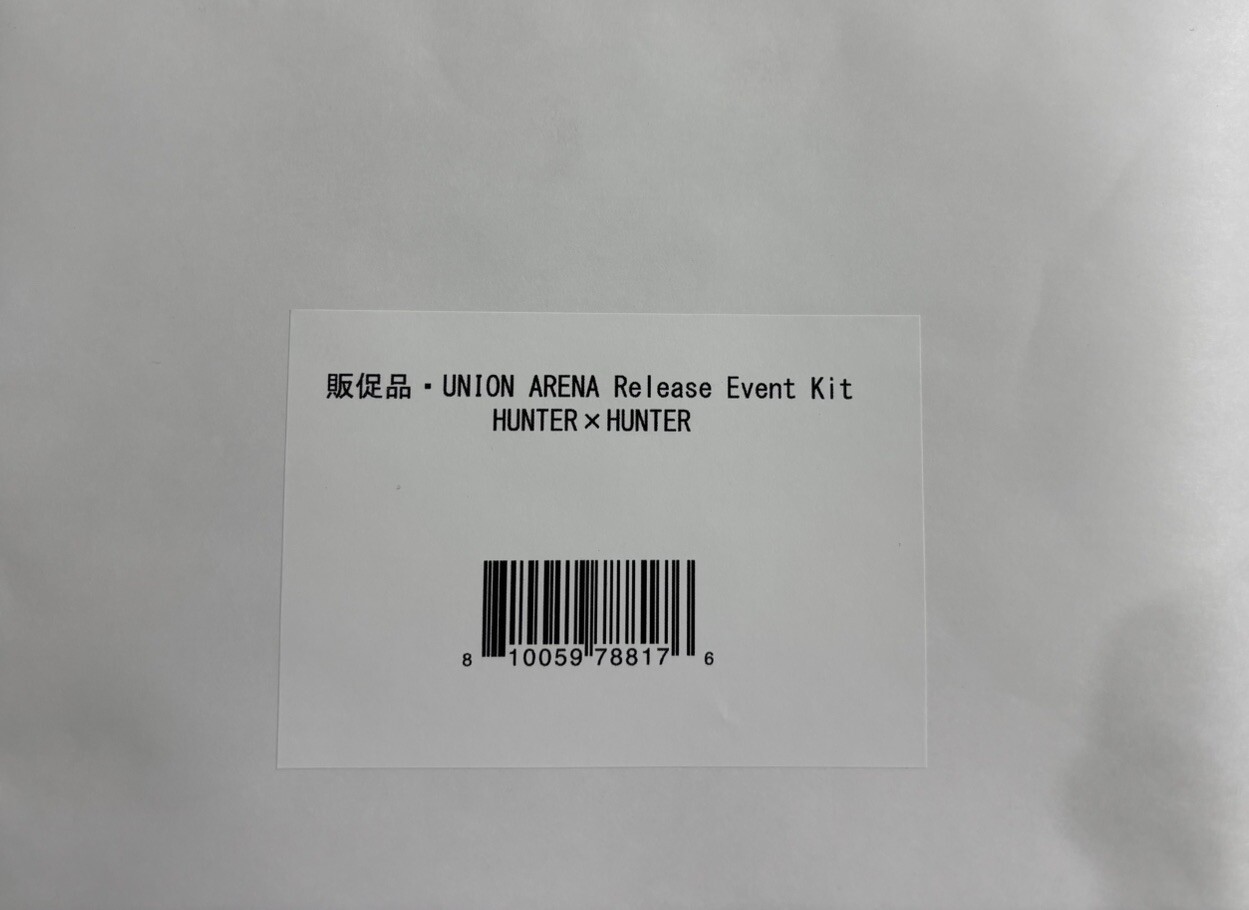 販促品・UNION ARENA Release Event Kit
HUNTER×HUNTER
8 10059 78817 6